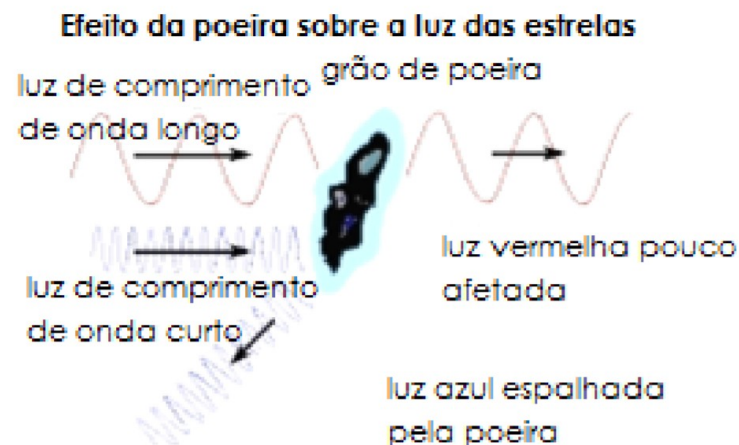 Efeito da poeira sobre a luz das estrelas
luz de comprimento
de onda longo
grão de poeira
luz de comprimento
de onda curto
luz vermelha pouco
afetada
luz azul espalhada
pela poeira